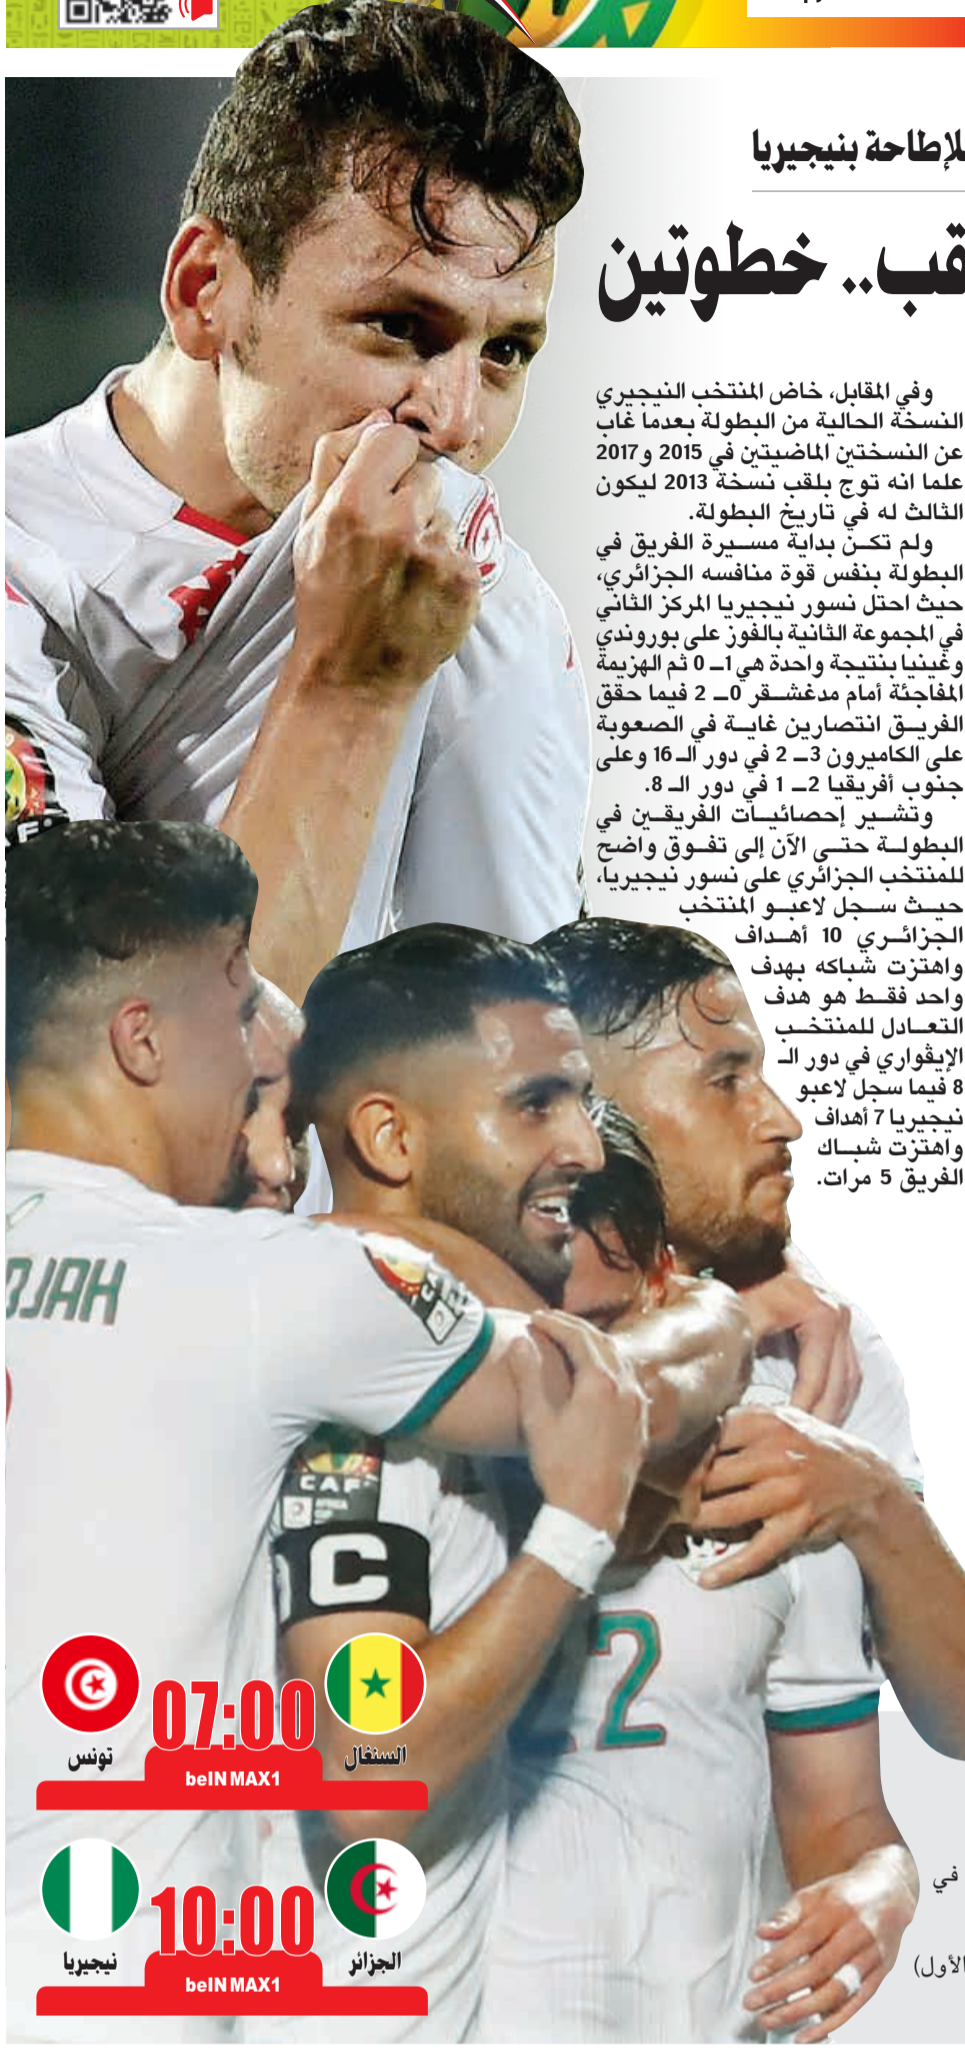 للإطاحة بنيجيريا
خطوتين
وفي المقابل، خاض المنتخب النيجيري
النسخة الحالية من البطولة بعدما غاب
عن النسختين الماضيتين في 2015 و2017
علما انه توج بلقب نسخة 2013 ليكون
الثالث له في تاريخ البطولة.
ولم تكن بداية مسيرة الفريق في
البطولة بنفس قوة منافسه الجزائري،
حيث احتل نسور نيجيريا المركز الثاني
في المجموعة الثانية بالفوز على بوروندي
وغينيا بنتيجة واحدة هي 1ـ 0 ثم الهزيمة
المفاجئة أمام مدغشقر 0ـ 2 فيما حقق
الفريق انتصارين غاية في الصعوبة
على الكاميرون 3ـ 2 في دور الـ 16 وعلى
جنوب أفريقيا 2ـ 1 في دور الـ 8.
وتشير إحصائيات الفريقين في
البطولة حتى الآن إلى تفوق واضح
للمنتخب الجزائري على نسور نيجيريا،
حيث سجل لاعبو المنتخب
الجزائري 10 أهداف
واهتزت شباكه بهدف
واحد فقط هو هدف
التعادل للمنتخب
الإيڤواري في دور الـ
8 فيما سجل لاعبو
نيجيريا 7 أهداف
واهتزت شباك
الفريق 5 مرات.
CAF
C
2
07:00
السنغال
تونس
beIN MAX1
10:00
الجزائر
نيجيريا
beIN MAX1
في
الأول)